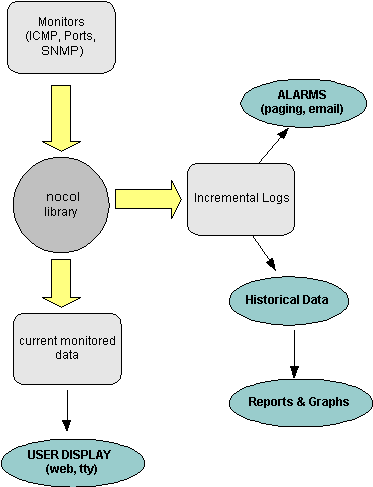 Monitors
(ICMP, Ports,
SNMP)
ALARMS
(paging, email)
nocol
library
Incremental Logs
Historical Data
current monitored
data
Reports & Graphs
USER DISPLAY
(web, tty)